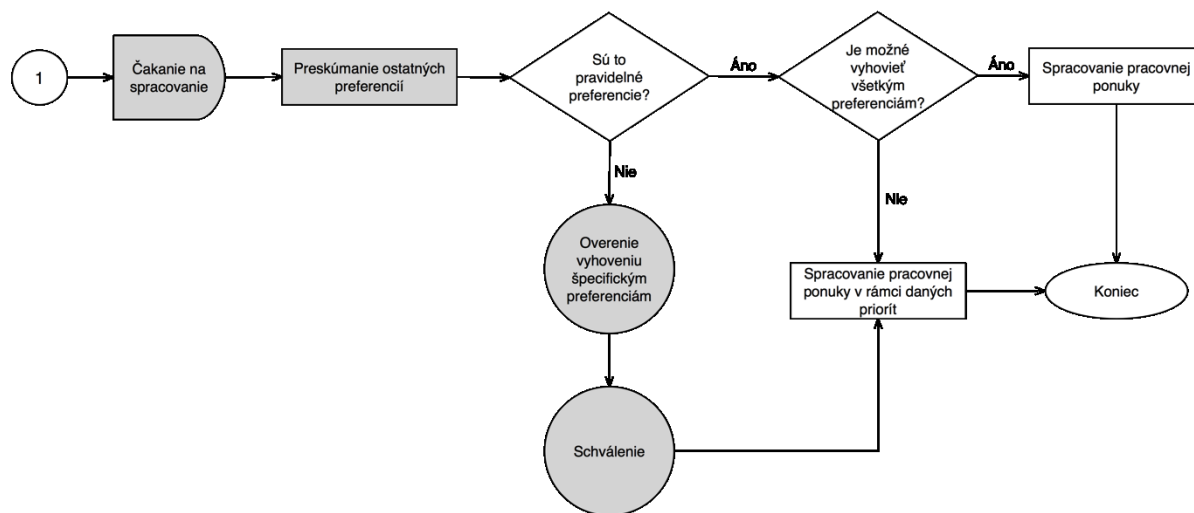 1
Čakanie na
spracovanie
Preskúmanie ostatných
preferencií
Sú to
pravidelné
preferencie?
Áno
Je možné
vyhovieť
všetkým
preferenciám?
Áno
Spracovanie pracovnej
ponuky
Nie
Nie
Overenie
vyhoveniu
špecifickým
preferenciám
Spracovanie pracovnej
ponuky v rámci daných
priorít
Koniec
Schválenie